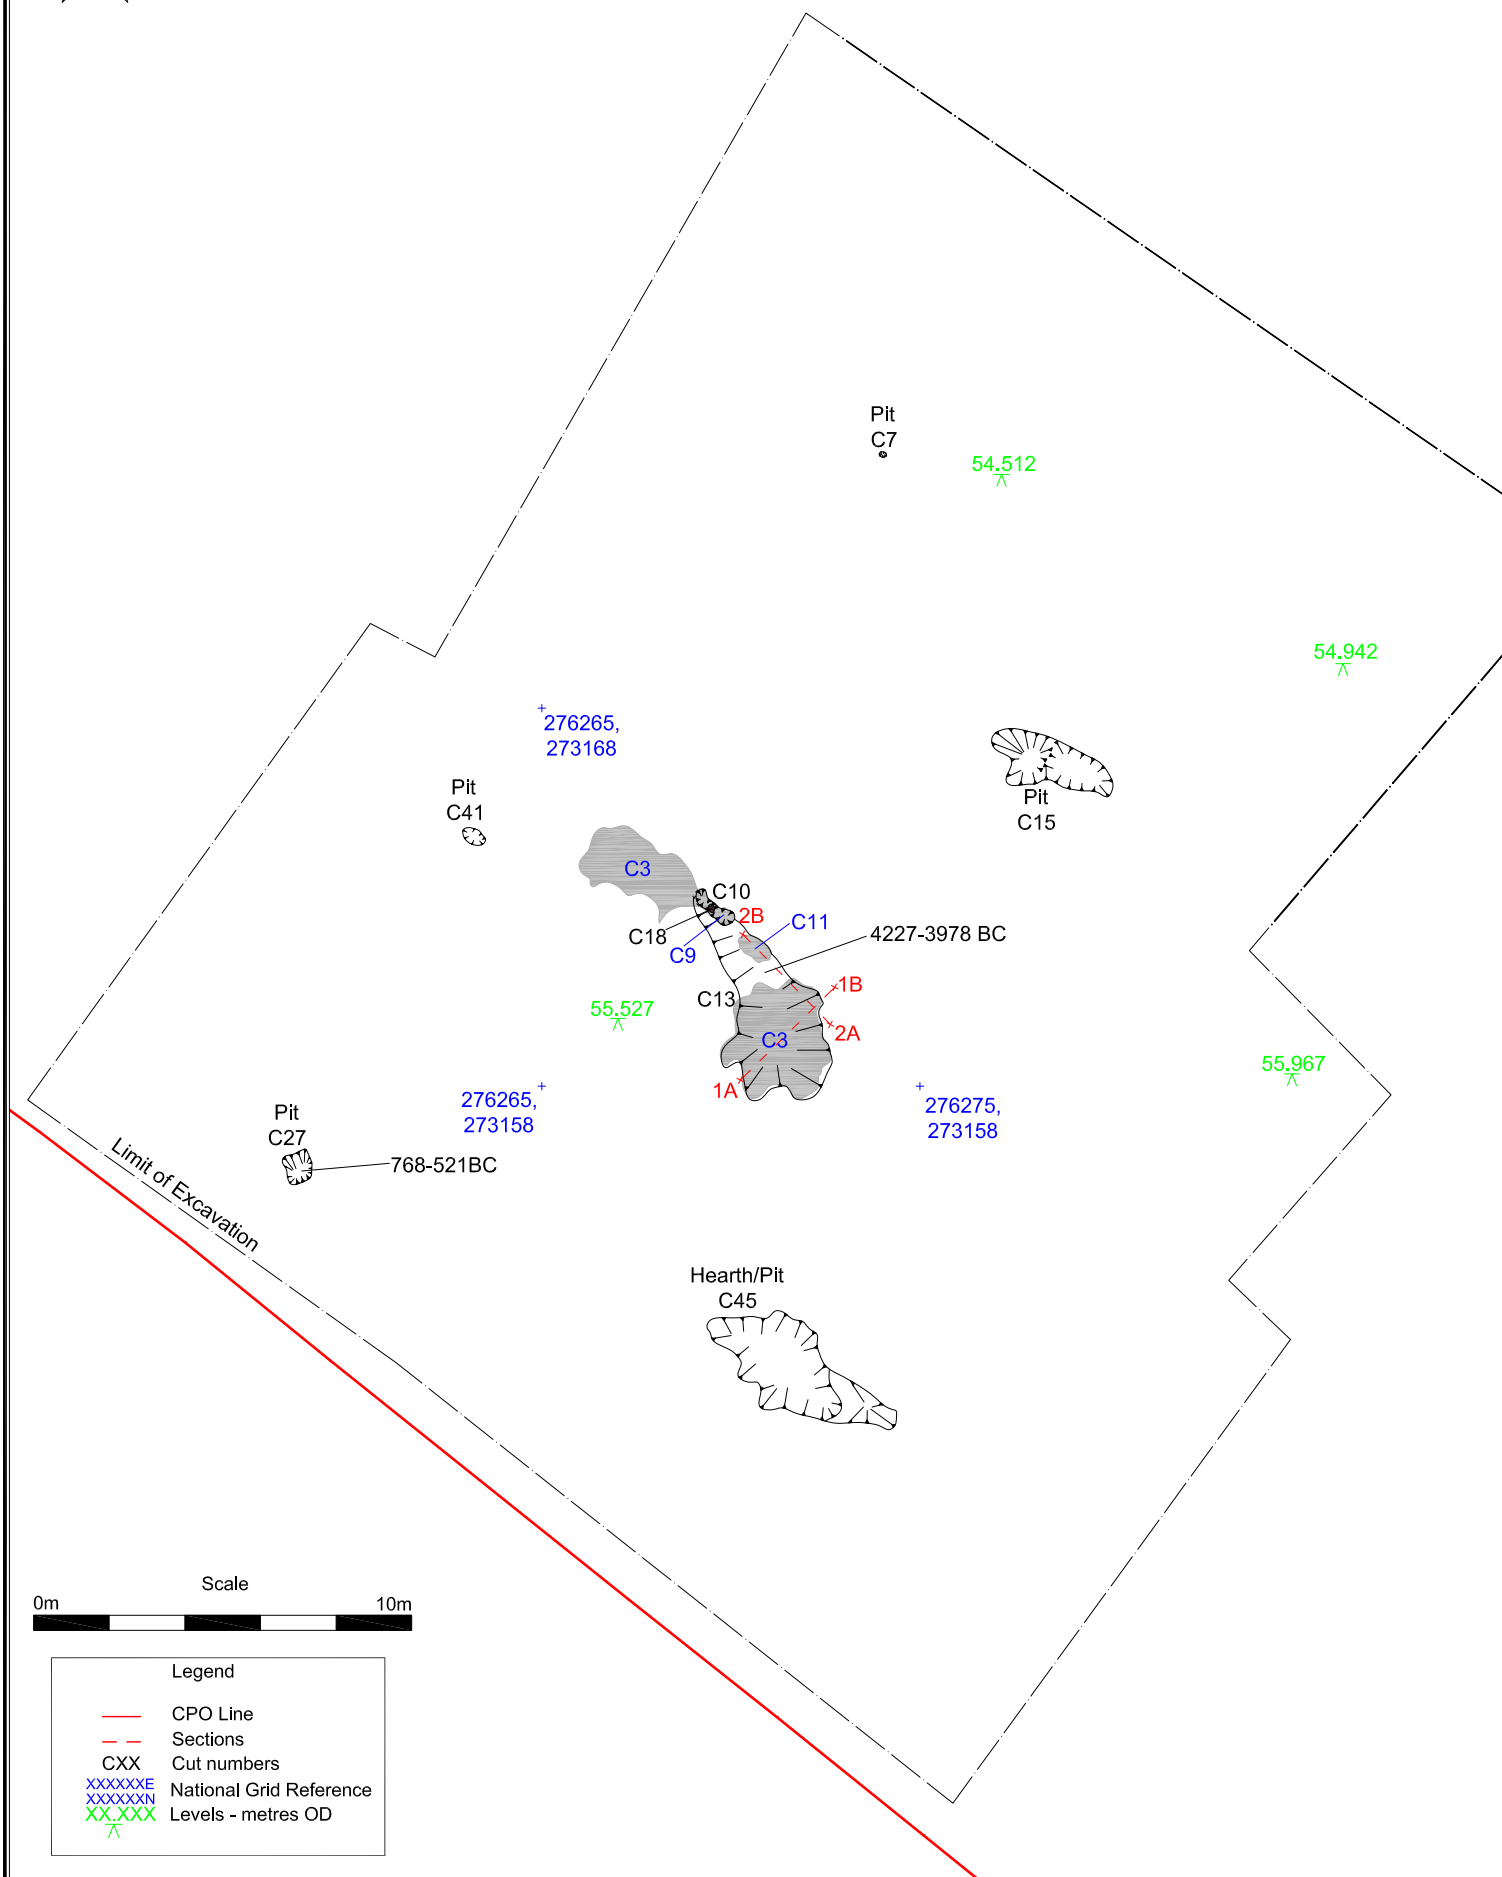 Pit
C7
54.512
54.942
276265,
273168
Pit
C41
Pit
C15
C3
C10
2B
C11
C18
C9
4227-3978 BC
C13
1B
55.527
2A
C3
55.967
1A
276265,
273158
276275,
273158
Pit
C27
768-521BC
Limit of Excavation
Hearth/Pit
C45
Scale
0m 10m
Legend
CPO Line
Sections
CXX Cut numbers
XXXXXXE
XXXXXXN
National Grid Reference
XX.XXX Levels - metres OD